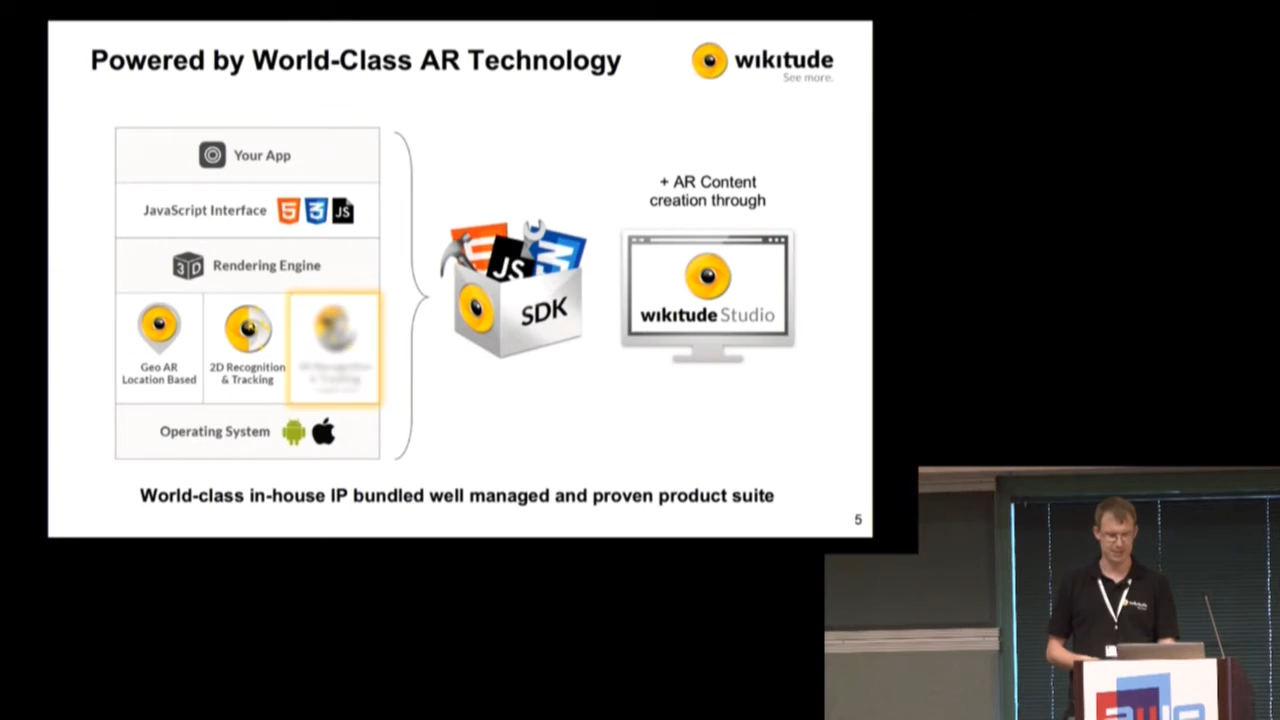 Powered by World-Class AR Technology
wikitude
See more.
Your App
JavaScript Interface
5
3
JS
3D
Rendering Engine
Geo AR
Location Based
2D Recognition
& Tracking
Operating System
JS
SDK
+ AR Content
creation through
wikitude Studio
World-class in-house IP bundled well managed and proven product suite
5